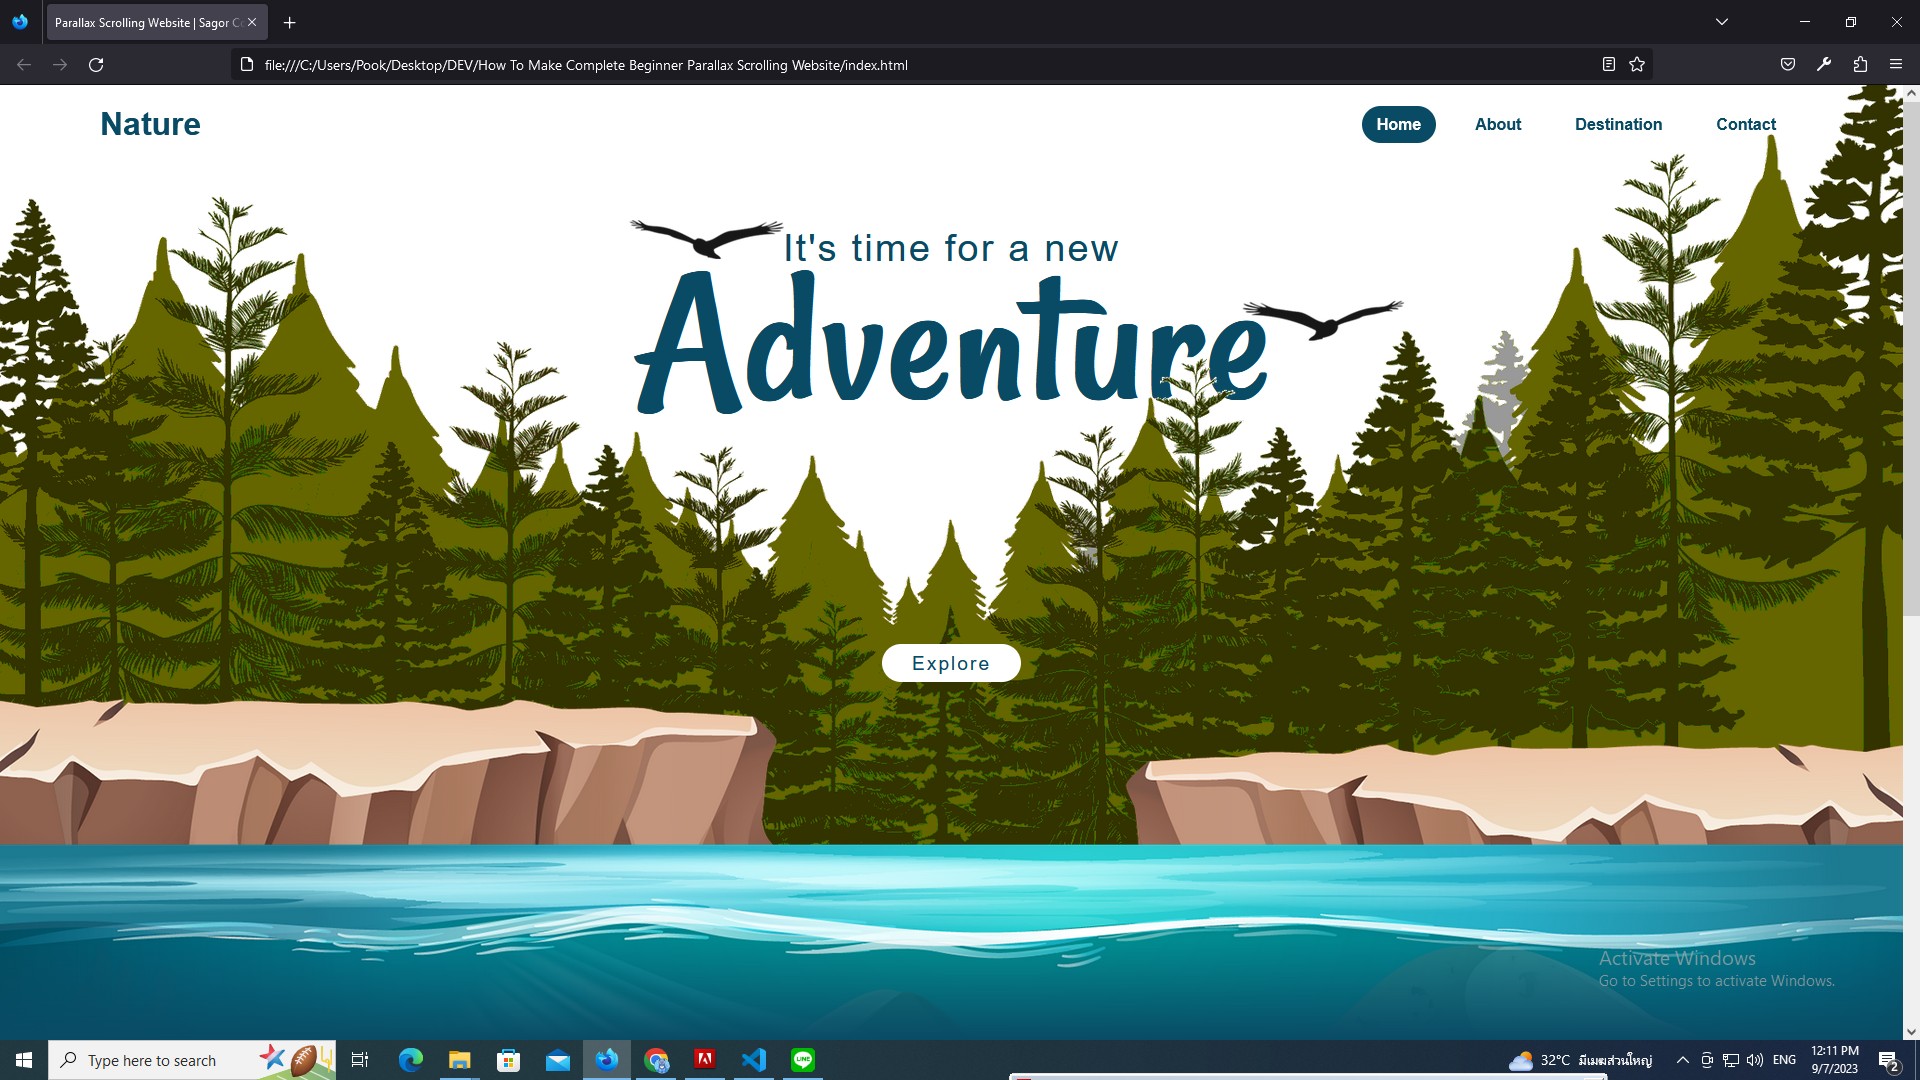 Parallax Scrolling Website | Sagor C
file:///C:/Users/Pook/Desktop/DEV/How To Make Complete Beginner Parallax Scrolling Website/index.html
Nature
Home
About
Destination
Contact
It's time for a new
Adventure
Explore
Activate Windows
Go to Settings to activate Windows.
Type here to search
LINE
32°C มีเมฆส่วนใหญ่
ENG
12:11 PM
9/7/2023
2